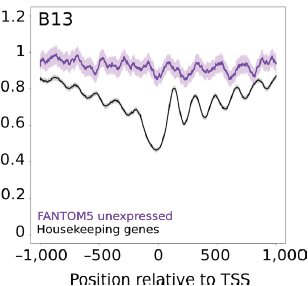 B13
1.2
1
0.8
0.6
0.4
0.2
0
FANTOM5 unexpressed
Housekeeping genes
−1,000 −500 0 500 1,000
Position relative to TSS